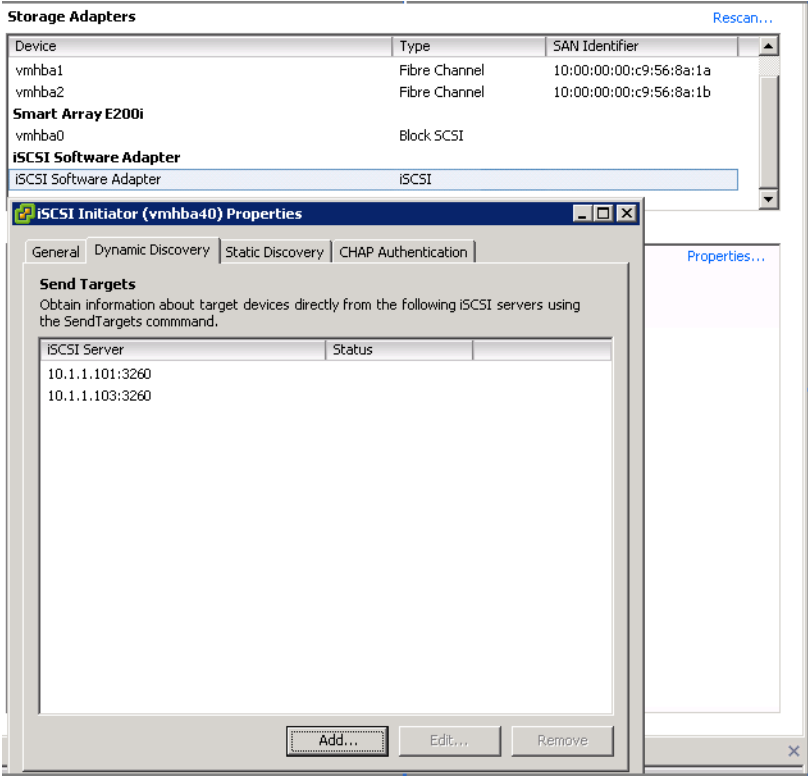 Storage Adapters Rescan...
Device Type SAN Identifier
vmhba1 Fibre Channel 10:00:00:00:c9:56:8a:1a
vmhba2 Fibre Channel 10:00:00:00:c9:56:8a:1b
Smart Array E200i
vmhba0 Block SCSI
iSCSI Software Adapter
iSCSI Software Adapter iSCSI
iSCSI Initiator (vmhba40) Properties
General Dynamic Discovery Static Discovery CHAP Authentication
Properties...
Send Targets
Obtain information about target devices directly from the following iSCSI servers using
the SendTargets commmand.
iSCSI Server Status
10.1.1.101:3260
10.1.1.103:3260
Add... Edit... Remove